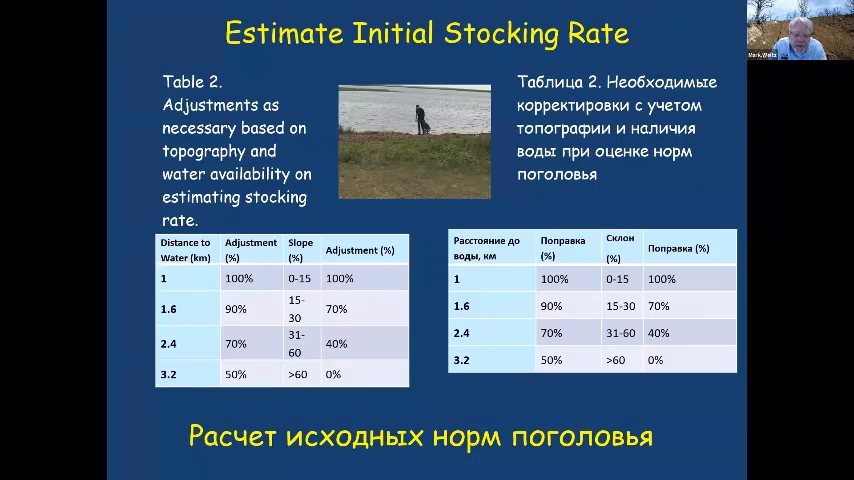 Estimate Initial Stocking Rate
Mark.Weltz
Table 2.
Adjustments as
necessary based on
topography and
water availability on
estimating stocking
rate.
Таблица 2. Необходимые
корректировки с учетом
топографии и наличия
воды при оценке норм
поголовья
Distance to Water (km) Adjustment (%) Slope (%) Adjustment (%)
1 100% 0-15 100%
1.6 90% 15-30 70%
2.4 70% 31-60 40%
3.2 50% >60 0%
Расстояние до воды, км Поправка (%) Склон (%) Поправка (%)
1 100% 0-15 100%
1.6 90% 15-30 70%
2.4 70% 31-60 40%
3.2 50% >60 0%
Расчет исходных норм поголовья